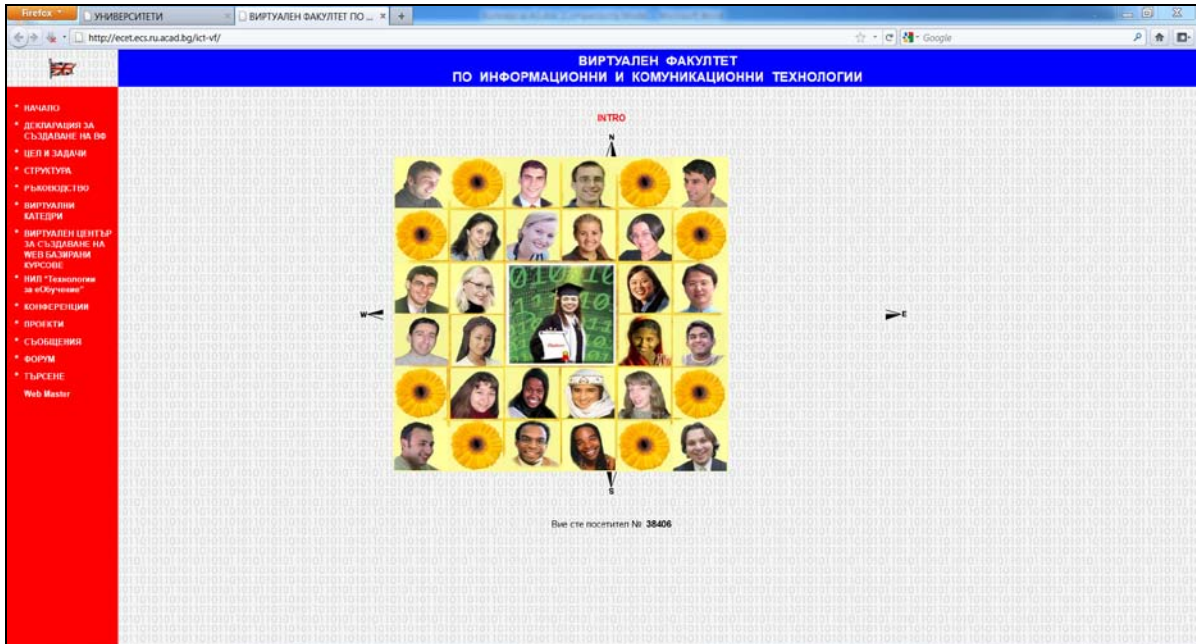 Firefox
УНИВЕРСИТЕТИ
ВИРТУАЛЕН ФАКУЛТЕТ ПО ...
http://ecet.ecs.ru.acad.bg/ict-vf/
Google
ВИРТУАЛЕН ФАКУЛТЕТ
ПО ИНФОРМАЦИОННИ И КОМУНИКАЦИОННИ ТЕХНОЛОГИИ
НАЧАЛО
ДЕКЛАРАЦИЯ ЗА
СЪЗДАВАНЕ НА ВФ
ЦЕЛ И ЗАДАЧИ
СТРУКТУРА
РЪКОВОДСТВО
ВИРТУАЛНИ
КАТЕДРИ
ВИРТУАЛЕН ЦЕНТЪР
ЗА СЪЗДАВАНЕ НА
WEB БАЗИРАНИ
КУРСОВЕ
НИЛ "Технологии
за еОбучение"
КОНФЕРЕНЦИИ
ПРОЕКТИ
СЪОБЩЕНИЯ
ФОРУМ
ТЪРСЕНЕ
Web Master
INTRO
N
W
E
S
Вие сте посетител № 38406